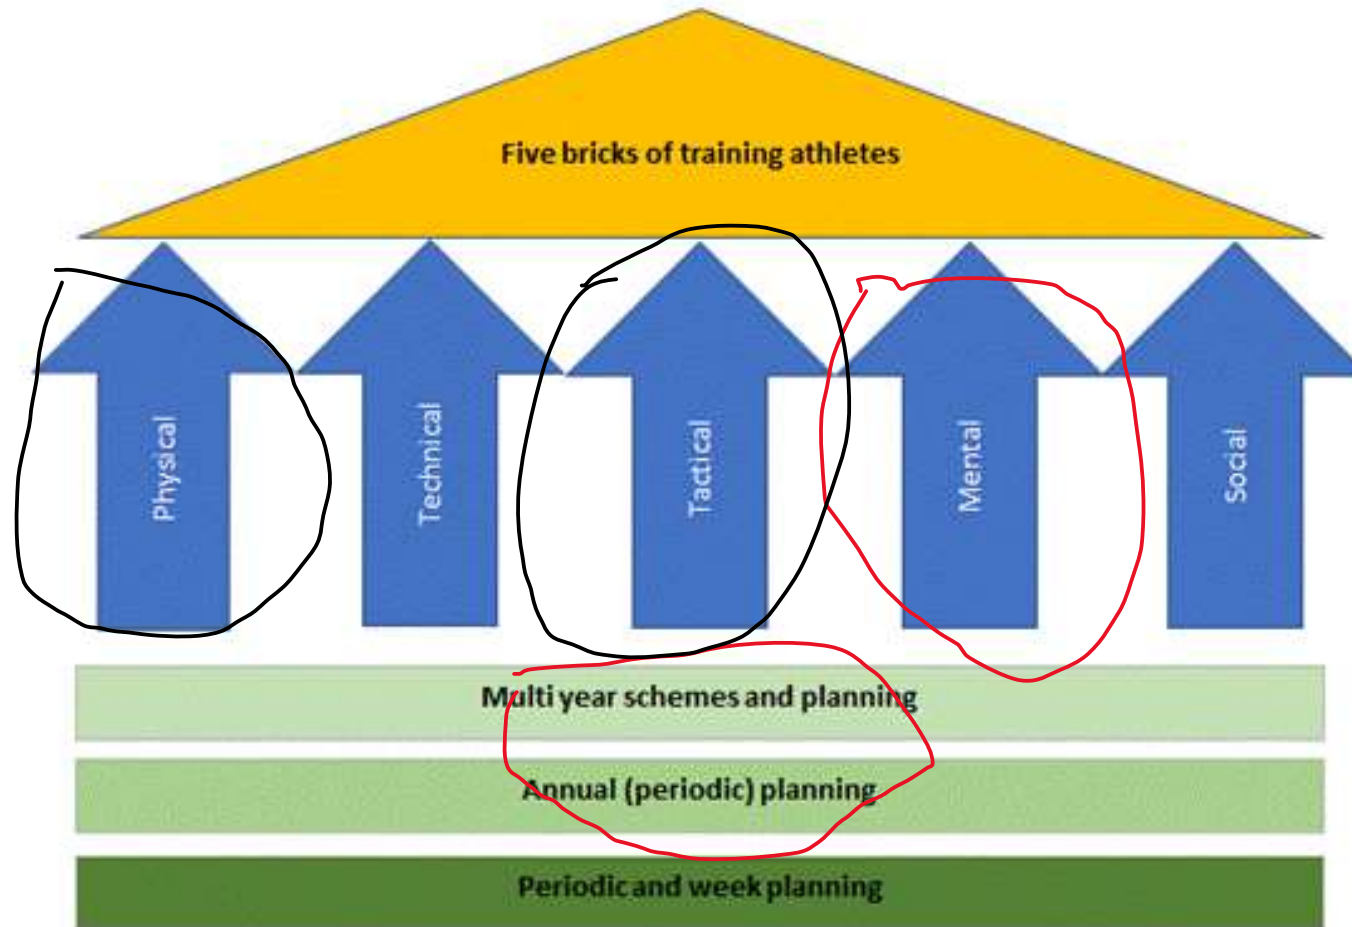 Five bricks of training athletes
Physical
Technical
Tactical
Mental
Social
Multi year schemes and planning
Annual (periodic) planning
Periodic and week planning